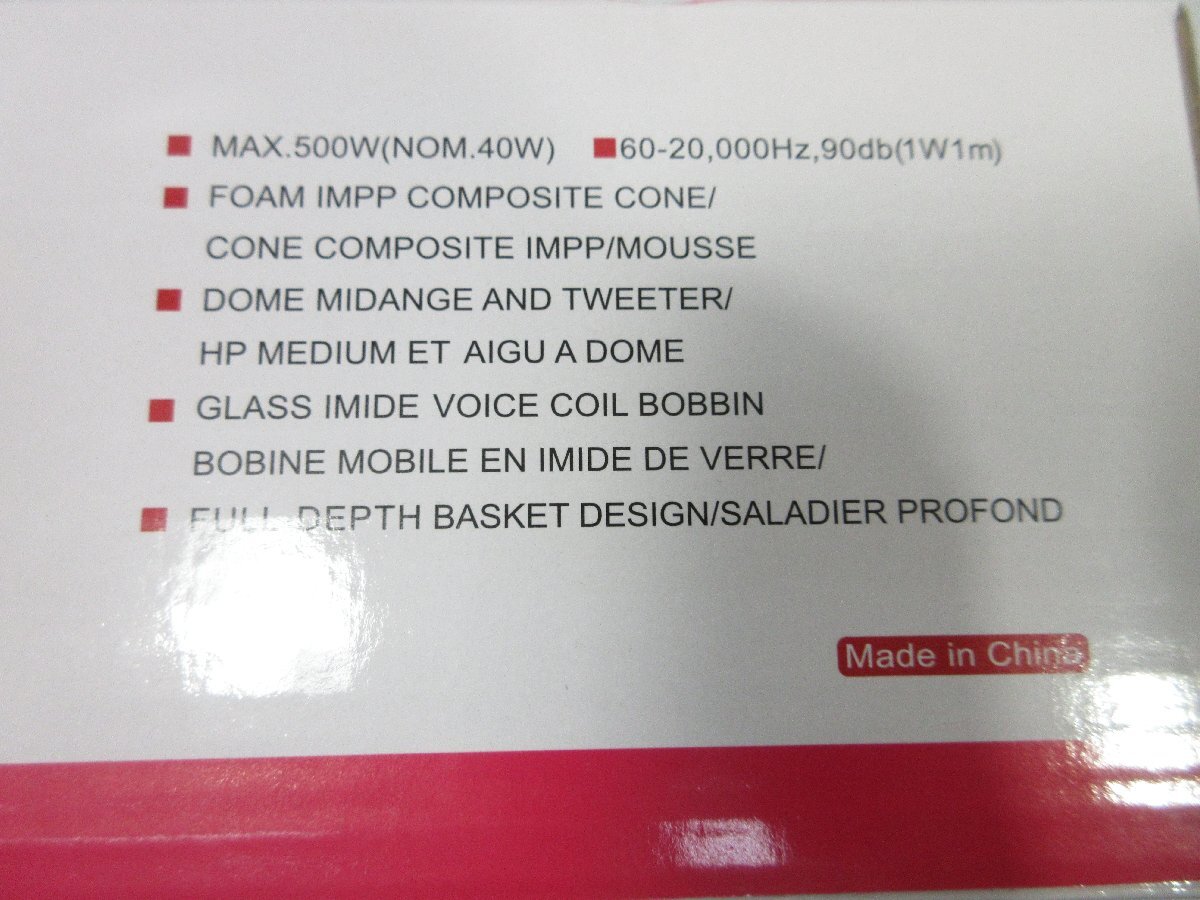 MAX.500W(NOM.40W) 60-20,000Hz,90db(1W1m)
FOAM IMPP COMPOSITE CONE/
CONE COMPOSITE IMPP/MOUSSE
DOME MIDANGE AND TWEETER/
HP MEDIUM ET AIGU A DOME
GLASS IMIDE VOICE COIL BOBBIN
BOBINE MOBILE EN IMIDE DE VERRE/
FULL DEPTH BASKET DESIGN/SALADIER PROFOND
Made in China